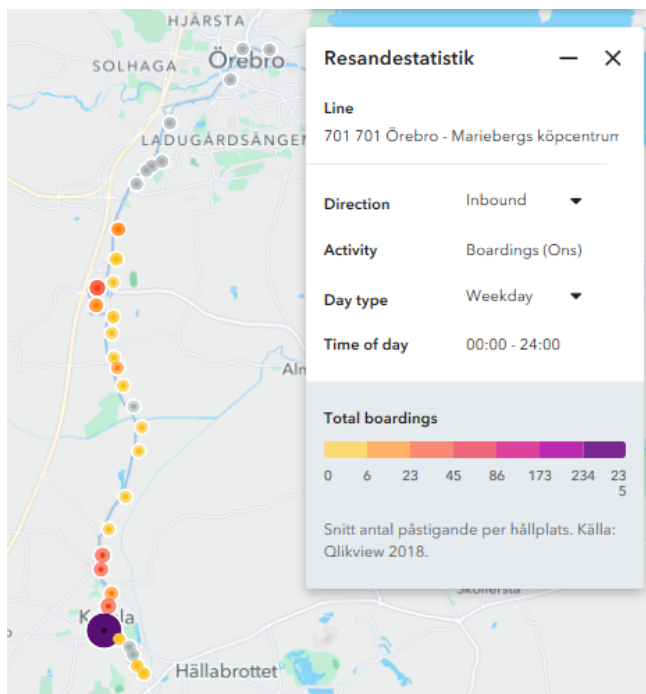 HJÄRSTA
SOLHAGA
Örebro
LADUGÅRDSÄNGEN
Hällabrottet
Resandestatistik
Line
701 701 Örebro - Mariebergs köpcentrum
Direction
Inbound
Activity
Boardings (Ons)
Day type
Weekday
Time of day
00:00 - 24:00
Total boardings
0 6 23 45 86 173 234 23
5
Snitt antal påstigande per hållplats. Källa:
Qlikview 2018.